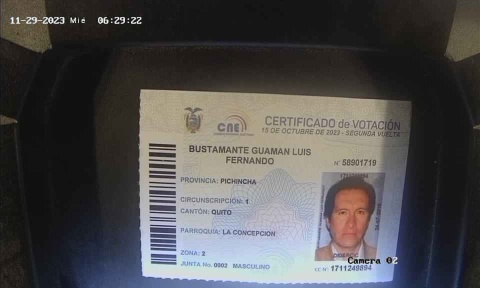 11-29-2023 Mié 06:29:22
CNE
CERTIFICADO de VOTACIÓN
15 DE OCTUBRE DE 2023 - SEGUNDA VUELTA
BUSTAMANTE GUAMAN LUIS
FERNANDO
N° 58901719
PROVINCIA: PICHINCHA
CIRCUNSCRIPCIÓN: 1
CANTÓN: QUITO
PARROQUIA: LA CONCEPCION
ZONA: 2
JUNTA No. 0002 MASCULINO
Camera 02
CC N°: 1711249894